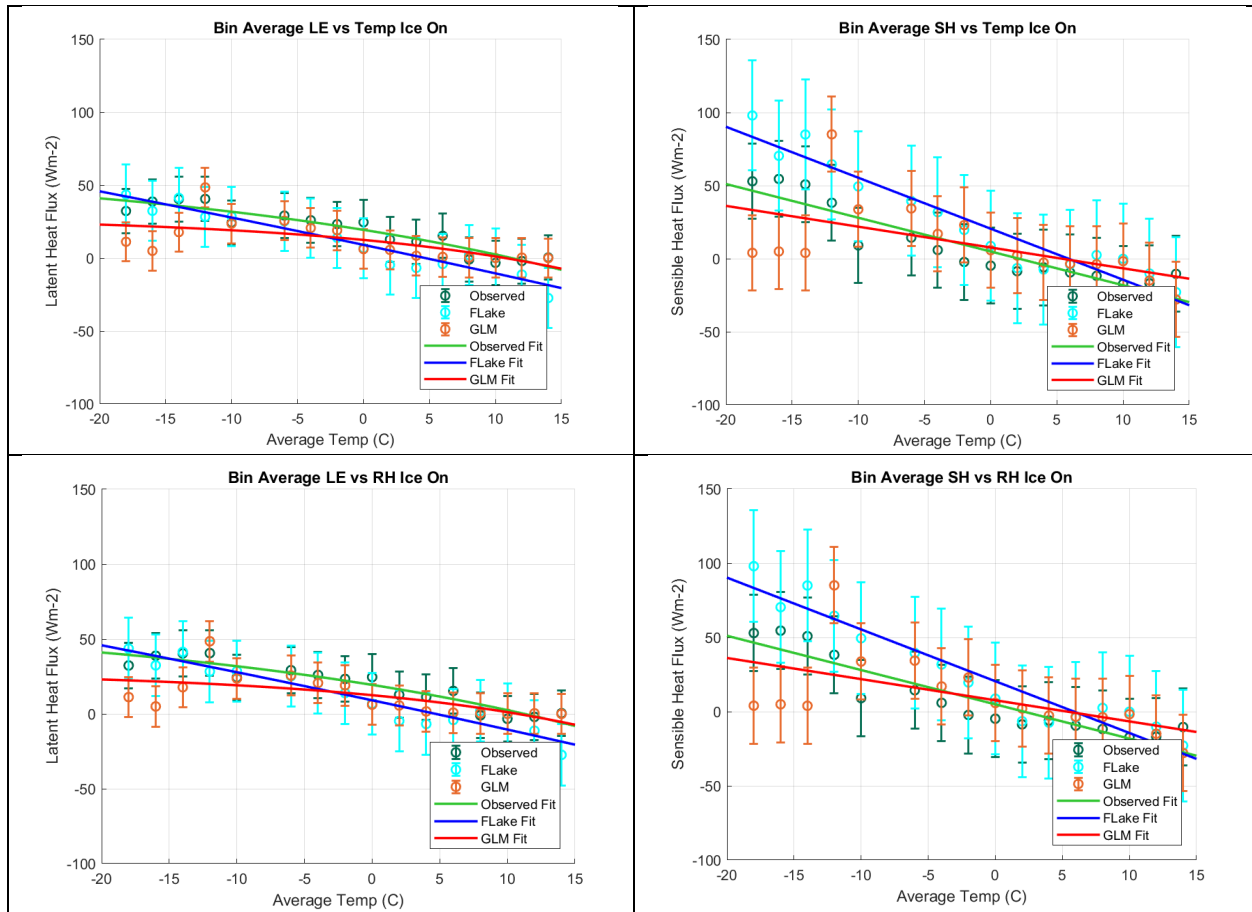 Bin Average LE vs Temp Ice On
150
100
50
0
-50
-100
Latent Heat Flux (Wm-2)
-20 -15 -10 -5 0 5 10 15
Average Temp (C)
Observed
FLake
GLM
Observed Fit
FLake Fit
GLM Fit
Bin Average SH vs Temp Ice On
150
100
50
0
-50
-100
Sensible Heat Flux (Wm-2)
-20 -15 -10 -5 0 5 10 15
Average Temp (C)
Observed
FLake
GLM
Observed Fit
FLake Fit
GLM Fit
Bin Average LE vs RH Ice On
150
100
50
0
-50
-100
Latent Heat Flux (Wm-2)
-20 -15 -10 -5 0 5 10 15
Average Temp (C)
Observed
FLake
GLM
Observed Fit
FLake Fit
GLM Fit
Bin Average SH vs RH Ice On
150
100
50
0
-50
-100
Sensible Heat Flux (Wm-2)
-20 -15 -10 -5 0 5 10 15
Average Temp (C)
Observed
FLake
GLM
Observed Fit
FLake Fit
GLM Fit